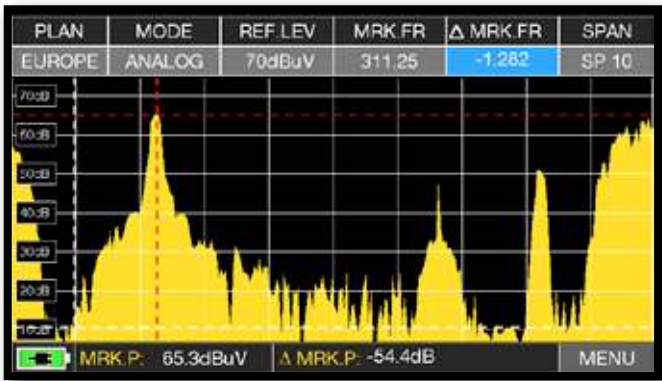 PLAN MODE REF.LEV MRK.FR Δ MRK.FR SPAN
EUROPE ANALOG 70dBuV 311.25 -1.282 SP 10
70dB
60dB
50dB
40dB
30dB
20dB
10dB
MRK.P: 65.3dBuV Δ MRK.P: -54.4dB MENU